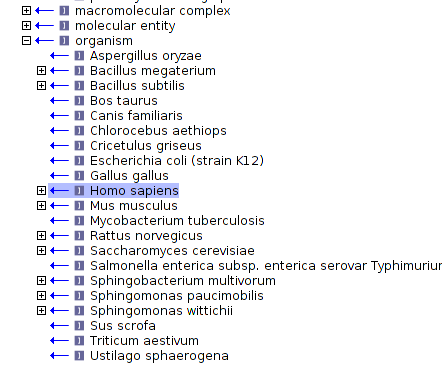 macromolecular complex
molecular entity
organism
Aspergillus oryzae
Bacillus megaterium
Bacillus subtilis
Bos taurus
Canis familiaris
Chlorocebus aethiops
Cricetulus griseus
Escherichia coli (strain K12)
Gallus gallus
Homo sapiens
Mus musculus
Mycobacterium tuberculosis
Rattus norvegicus
Saccharomyces cerevisiae
Salmonella enterica subsp. enterica serovar Typhimurium
Sphingobacterium multivorum
Sphingomonas paucimobilis
Sphingomonas wittichii
Sus scrofa
Triticum aestivum
Ustilago sphaerogena